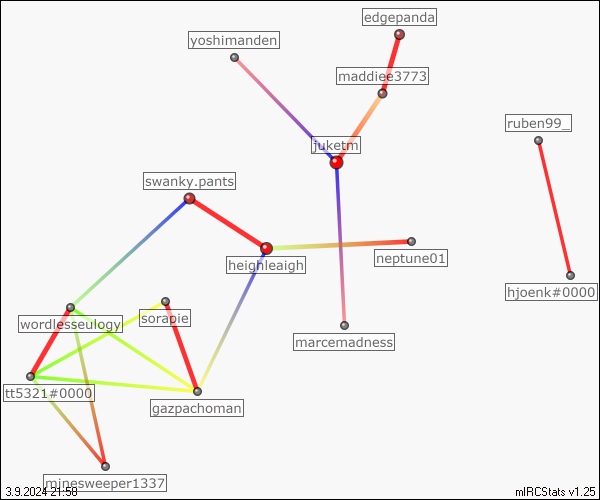 edgepanda
yoshimanden
maddiee3773
ruben99_
juketm
swanky.pants
neptune01
heighleaigh
hjoenk#0000
sorapie
wordlesseulogy
marcemadness
tt5321#0000
gazpachoman
minesweeper1337
3.9.2024 21:58
mIRCStats v1.25